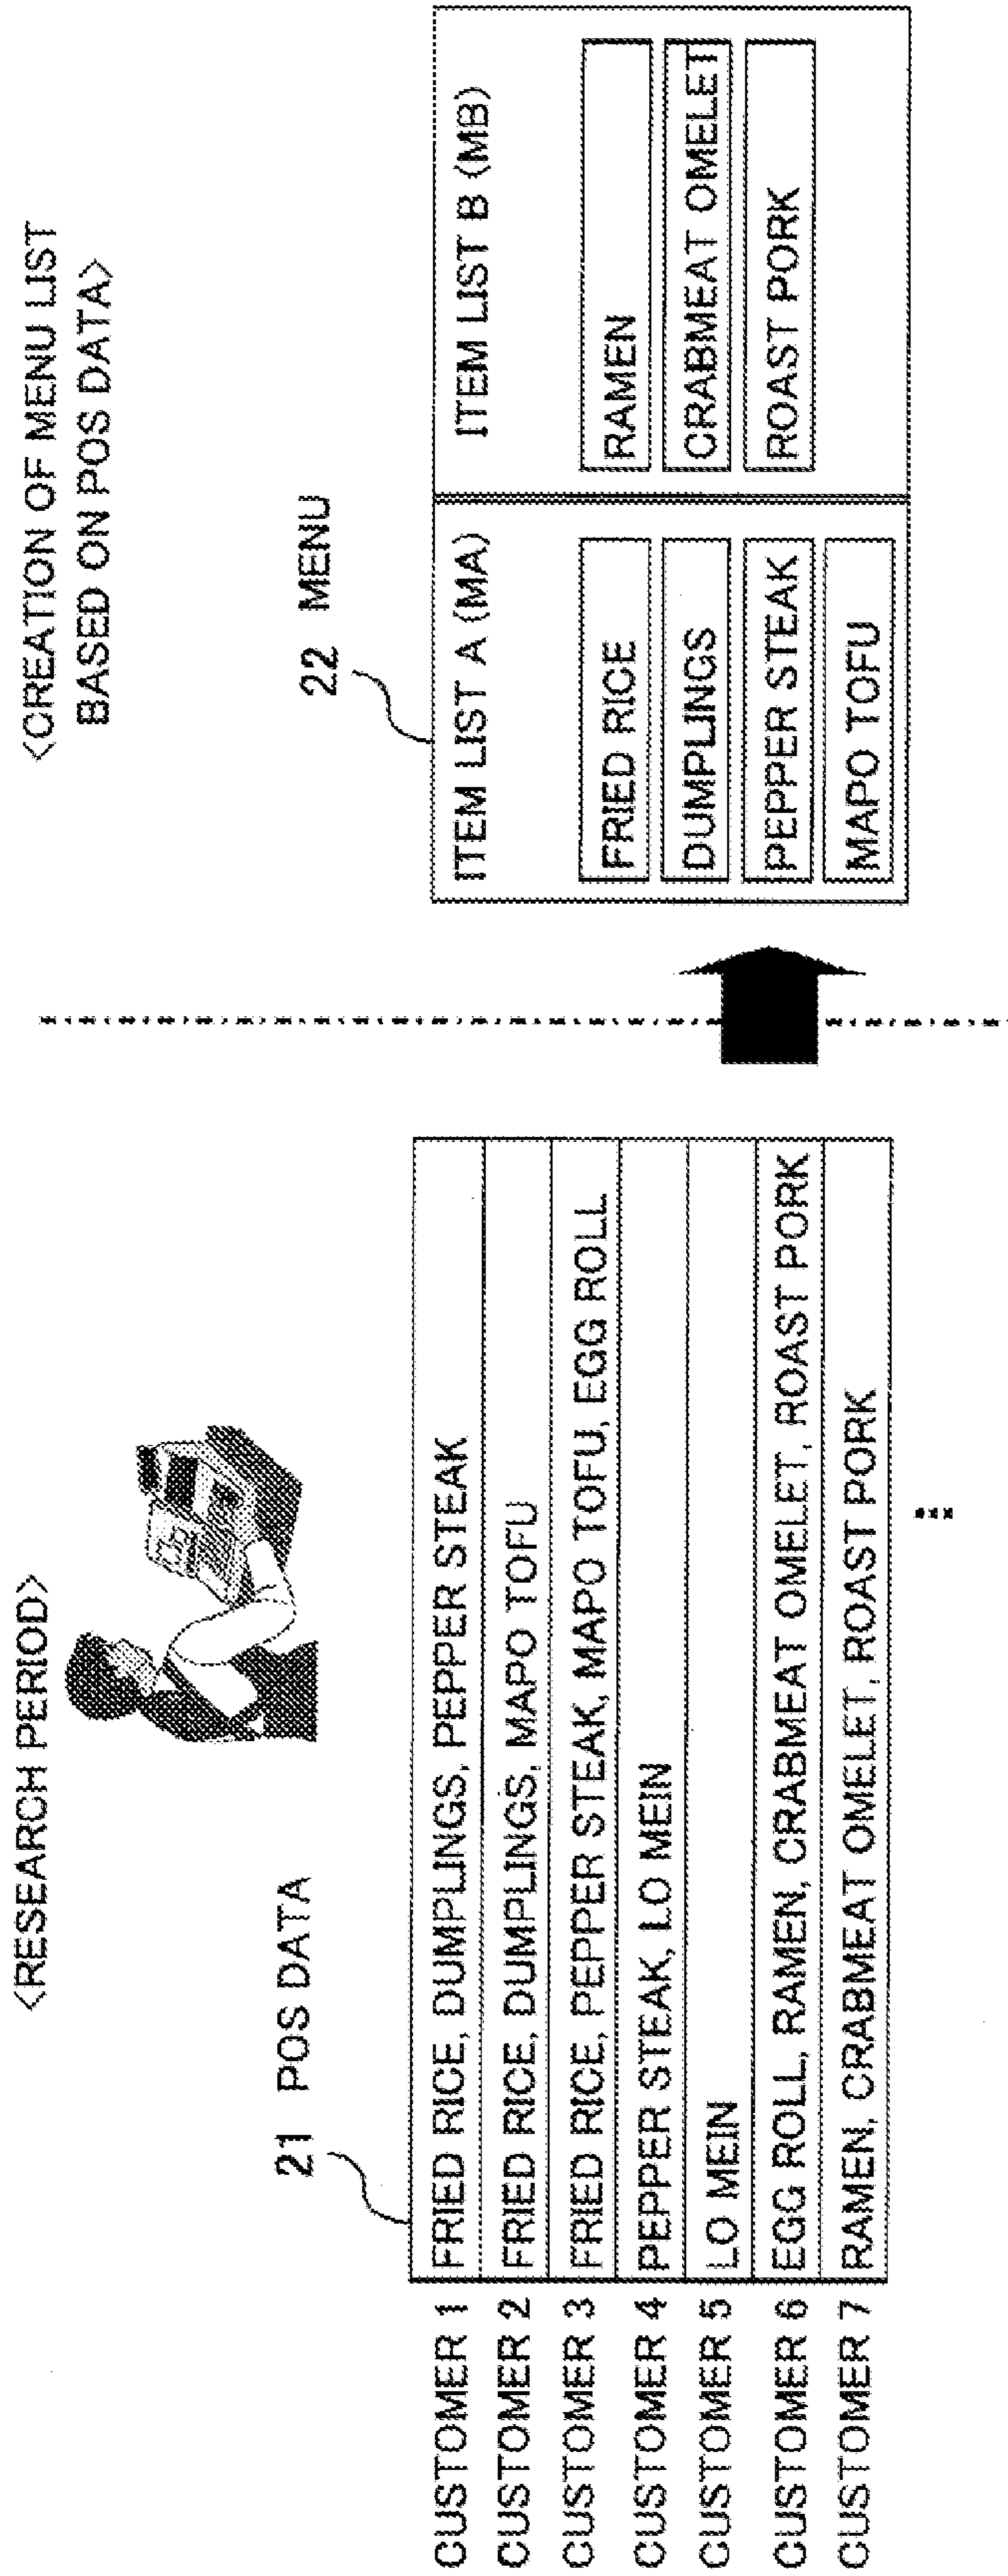 <RESEARCH PERIOD>
21 POS DATA
CUSTOMER 1 FRIED RICE, DUMPLINGS, PEPPER STEAK
CUSTOMER 2 FRIED RICE, DUMPLINGS, MAPO TOFU
CUSTOMER 3 FRIED RICE, PEPPER STEAK, MAPO TOFU, EGG ROLL
CUSTOMER 4 PEPPER STEAK, LO MEIN
CUSTOMER 5 LO MEIN
CUSTOMER 6 EGG ROLL, RAMEN, CRABMEAT OMELET, ROAST PORK
CUSTOMER 7 RAMEN, CRABMEAT OMELET, ROAST PORK
...
<CREATION OF MENU LIST
BASED ON POS DATA>
22 MENU
ITEM LIST A (MA)
FRIED RICE
DUMPLINGS
PEPPER STEAK
MAPO TOFU
ITEM LIST B (MB)
RAMEN
CRABMEAT OMELET
ROAST PORK